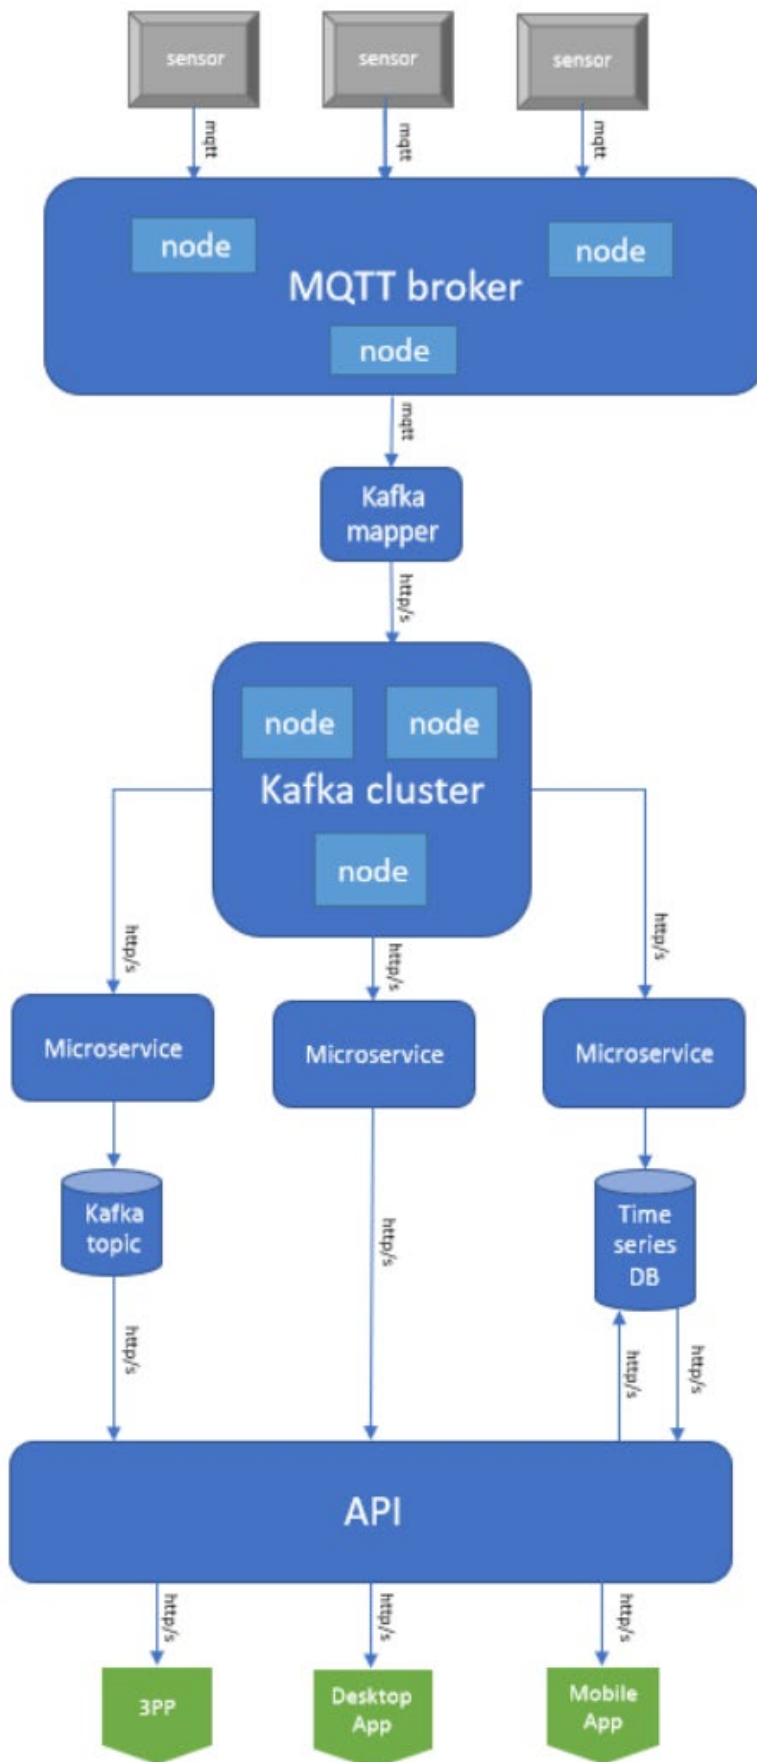 sensor
sensor
sensor
mqtt
mqtt
mqtt
node
node
MQTT broker
node
mqtt
Kafka
mapper
http/s
node
node
Kafka cluster
node
http/s
http/s
http/s
Microservice
Microservice
Microservice
Kafka
topic
Time
series
DB
http/s
http/s
http/s
http/s
API
http/s
http/s
http/s
3PP
Desktop
App
Mobile
App